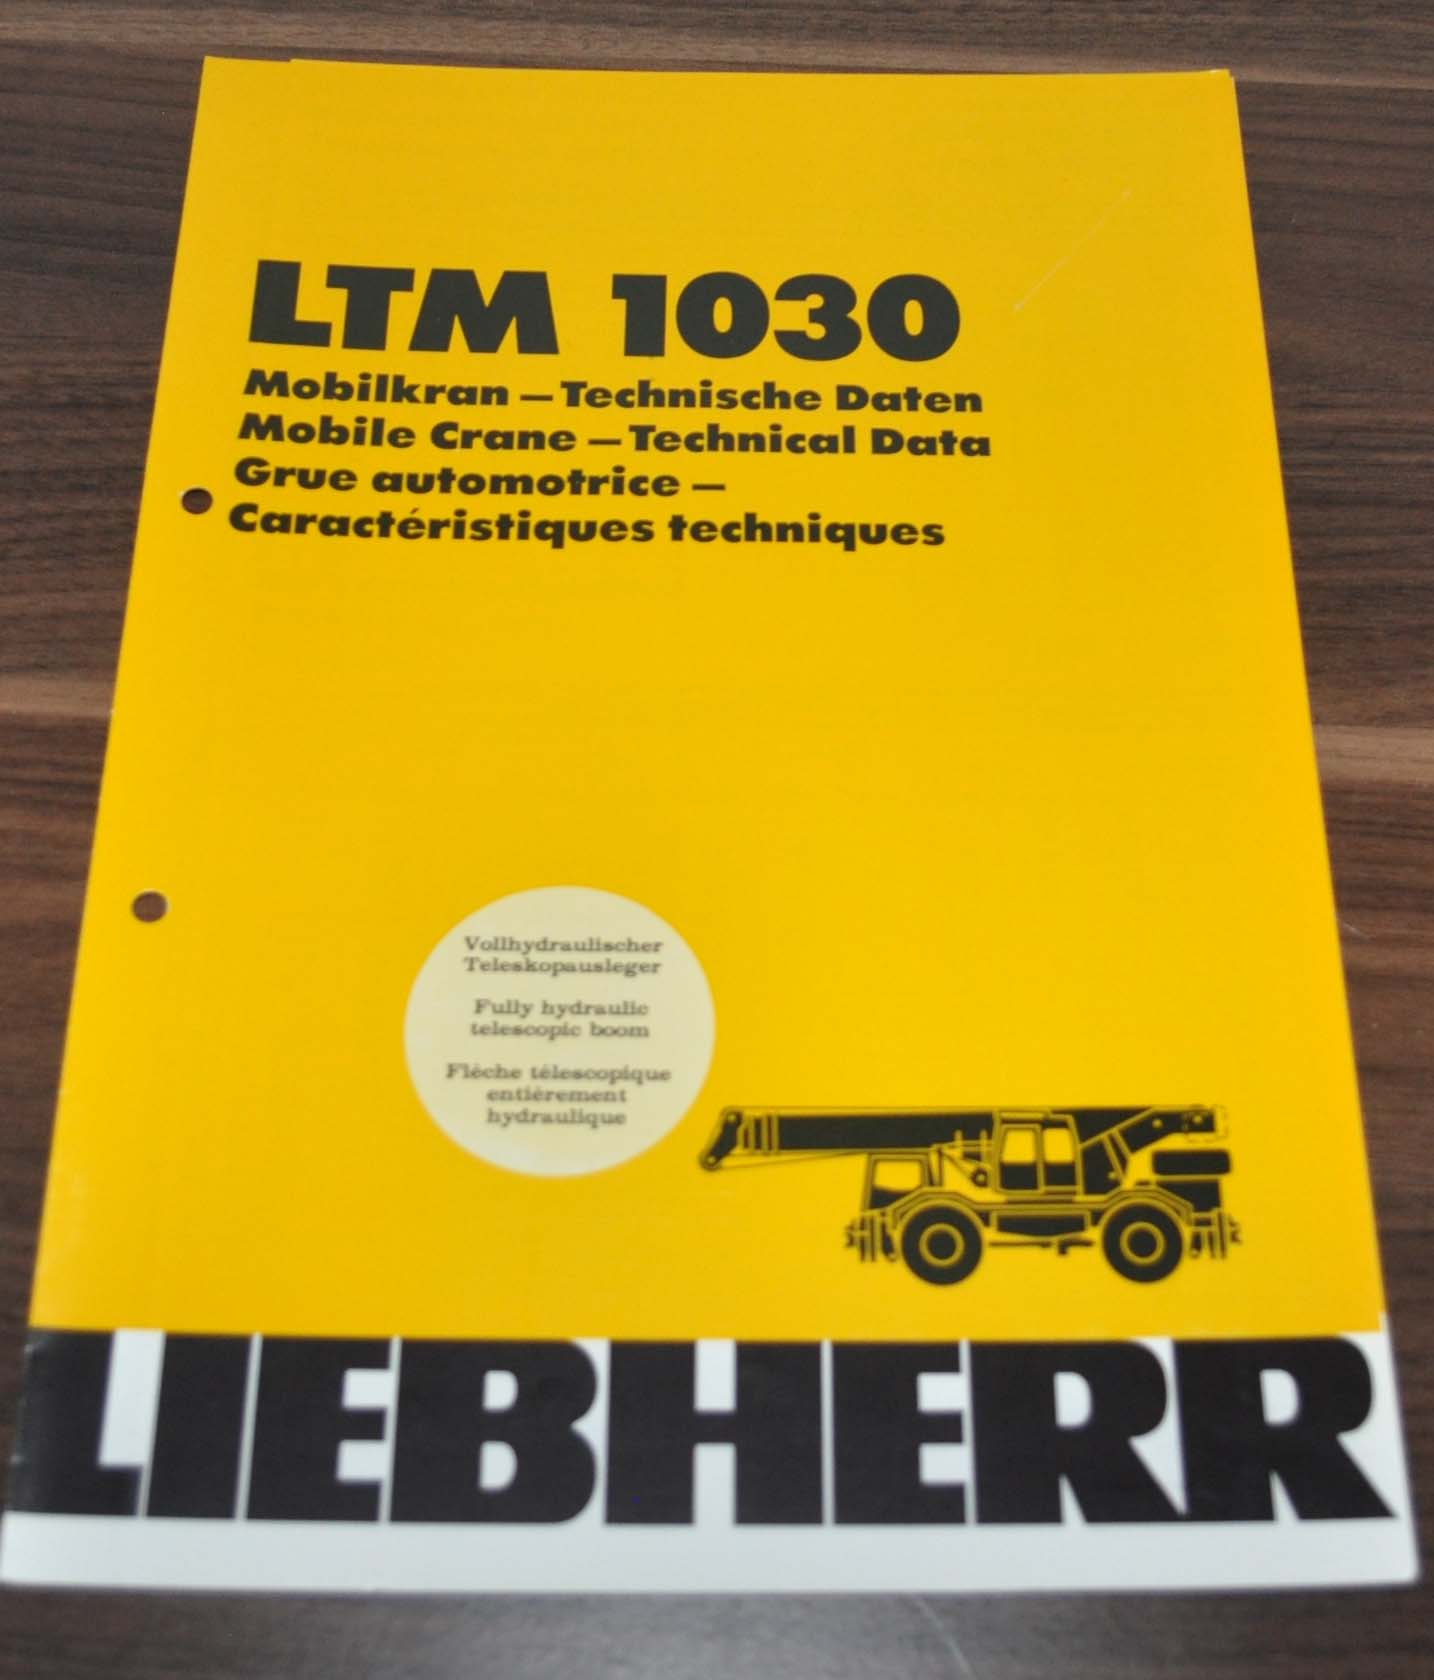 LTM 1030
Mobilkran – Technische Daten
Mobile Crane – Technical Data
Grue automotrice –
Caractéristiques techniques
Vollhydraulischer
Teleskopausleger
Fully hydraulic
telescopic boom
Flèche télescopique
entièrement
hydraulique
LIEBHERR